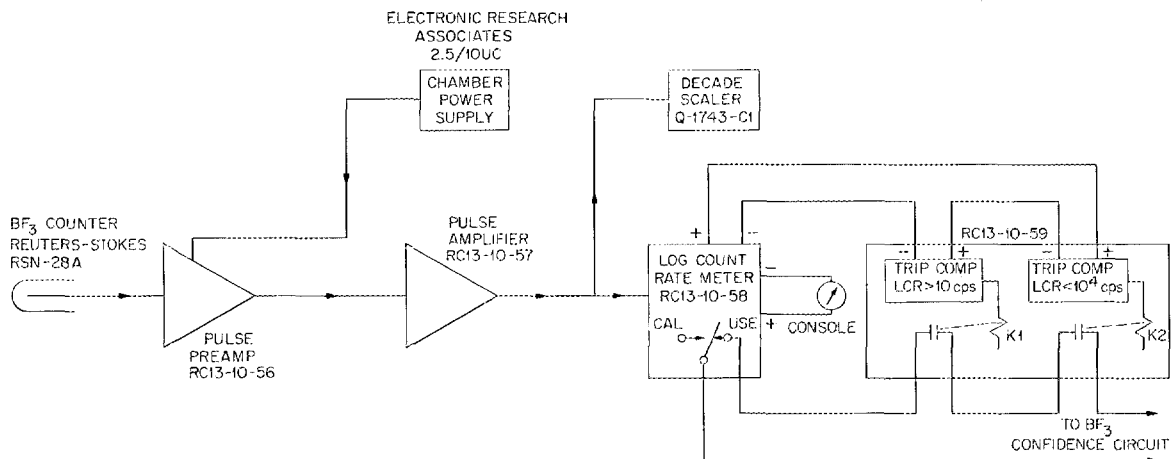 ELECTRONIC RESEARCH
ASSOCIATES
2.5/10UC
CHAMBER
POWER
SUPPLY
DECADE
SCALER
Q-1743-C1
BF₃ COUNTER
REUTERS-STOKES
RSN-28A
PULSE
PREAMP
RC13-10-56
PULSE
AMPLIFIER
RC13-10-57
+ -
LOG COUNT
RATE METER
RC13-10-58
CAL USE
-
+
CONSOLE
RC13-10-59
- +
TRIP COMP
LCR>10 cps
K1
- +
TRIP COMP
LCR<10⁴ cps
K2
TO BF₃
CONFIDENCE CIRCUIT